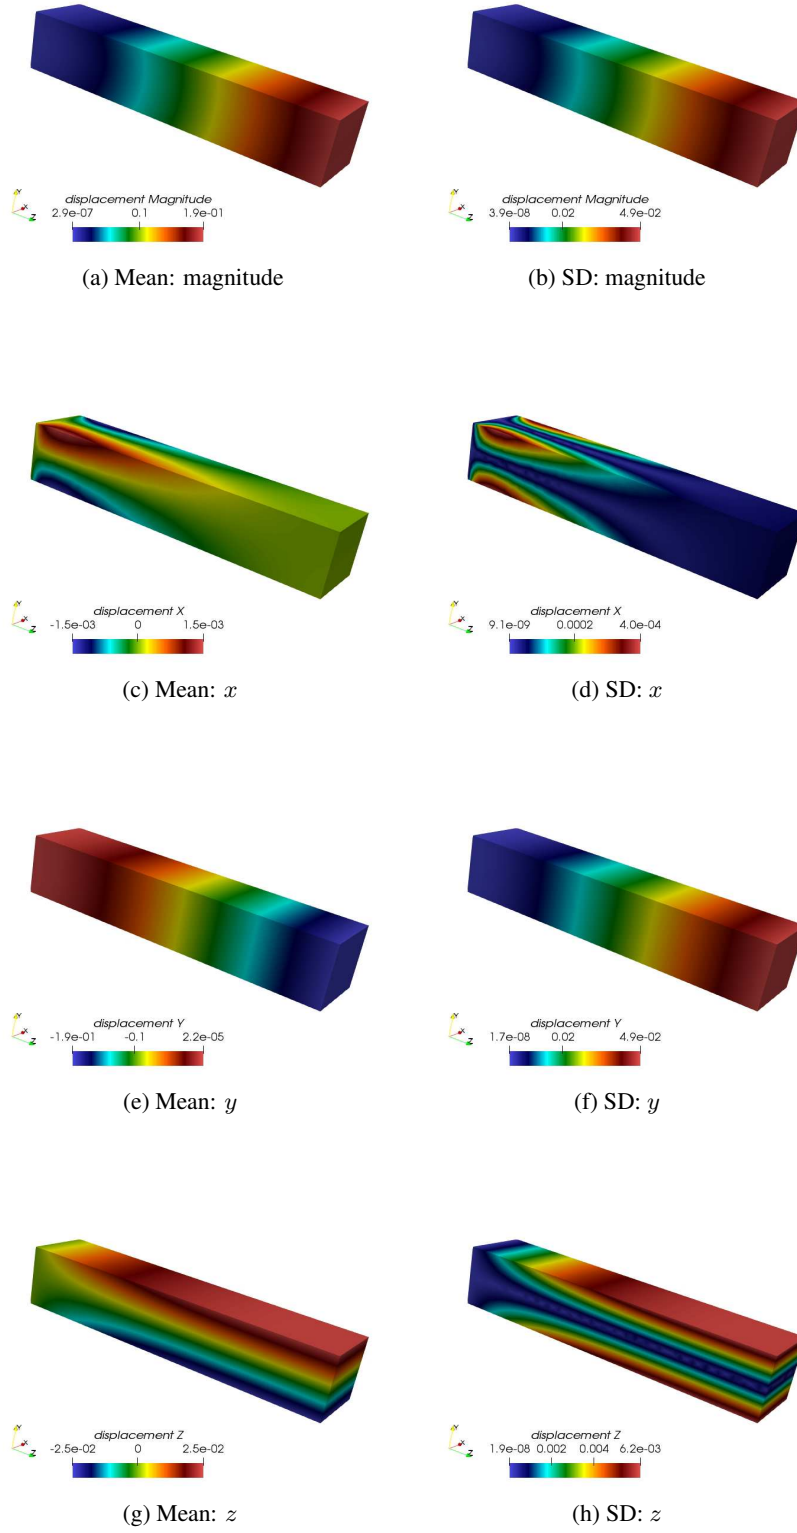 displacement Magnitude
2.9e-07 0.1 1.9e-01
Y
X
Z
(a) Mean: magnitude
displacement Magnitude
3.9e-08 0.02 4.9e-02
Y
X
Z
(b) SD: magnitude
displacement X
-1.5e-03 0 1.5e-03
Y
X
Z
(c) Mean: x
displacement X
9.1e-09 0.0002 4.0e-04
Y
X
Z
(d) SD: x
displacement Y
-1.9e-01 -0.1 2.2e-05
Y
X
Z
(e) Mean: y
displacement Y
1.7e-08 0.02 4.9e-02
Y
X
Z
(f) SD: y
displacement Z
-2.5e-02 0 2.5e-02
Y
X
Z
(g) Mean: z
displacement Z
1.9e-08 0.002 0.004 6.2e-03
Y
X
Z
(h) SD: z